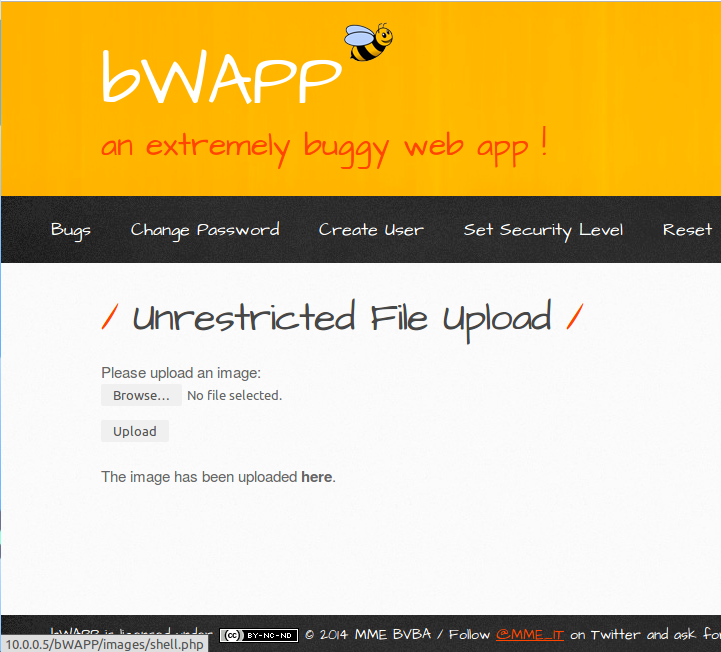 bWAPP
an extremely buggy web app !
Bugs Change Password Create User Set Security Level Reset
/ Unrestricted File Upload /
Please upload an image:
Browse... No file selected.
Upload
The image has been uploaded here.
bWAPP is licensed under (cc) BY-NC-ND © 2014 MME BVBA / Follow @MME_IT on Twitter and ask for
10.0.0.5/bWAPP/images/shell.php